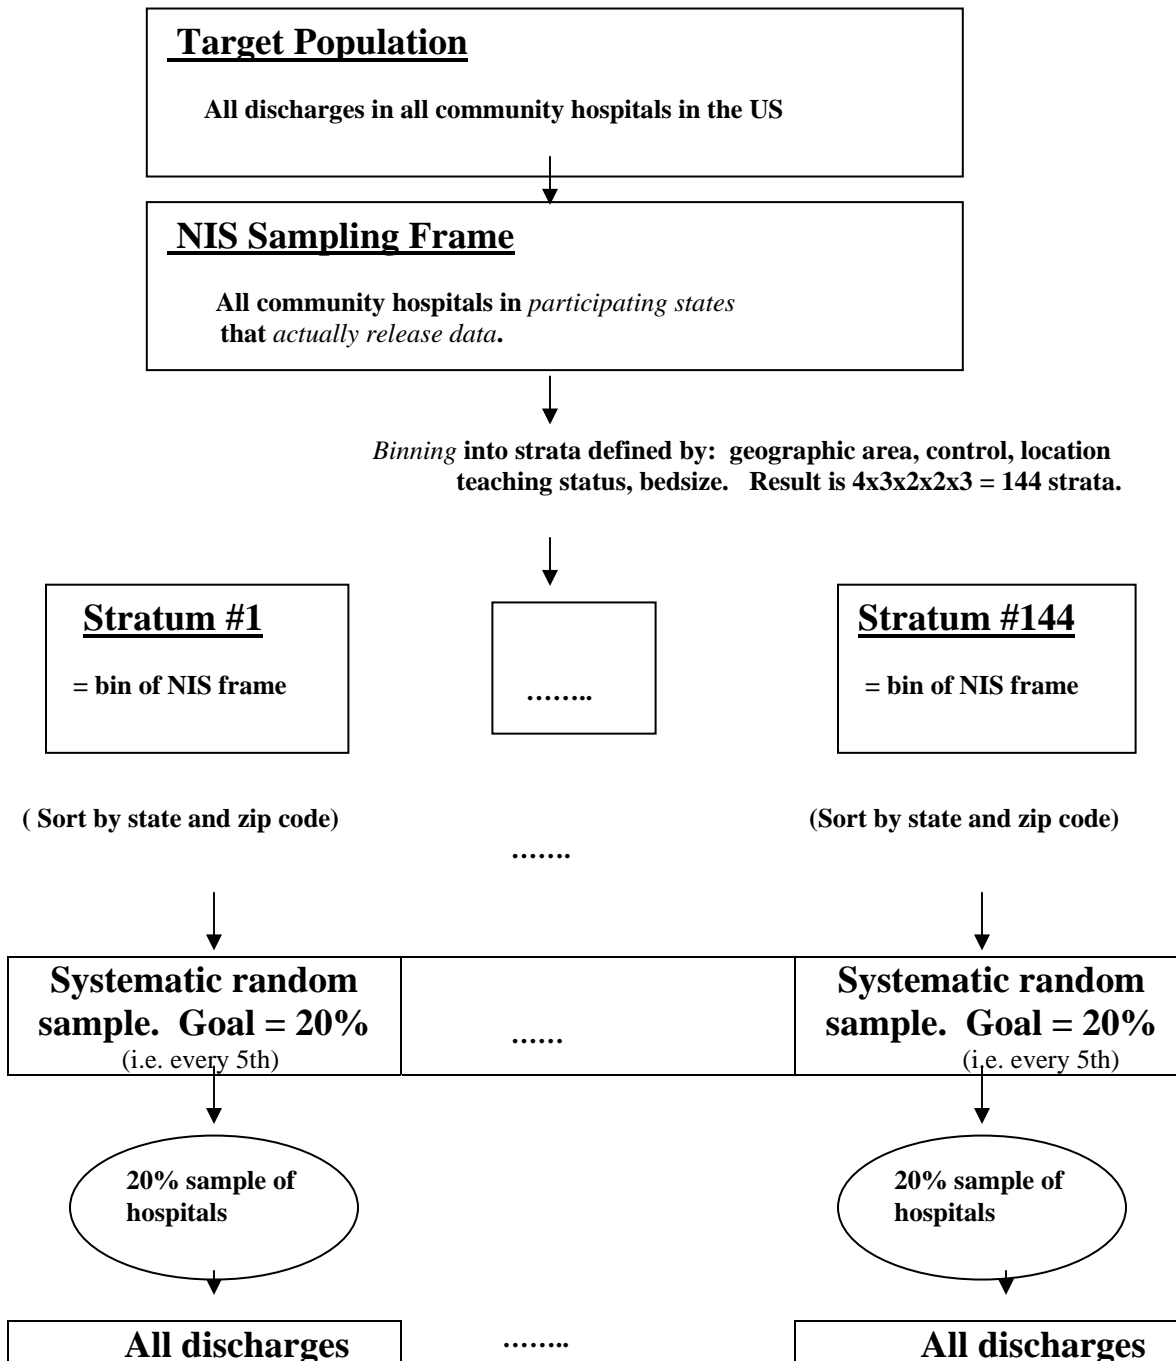 Target Population
All discharges in all community hospitals in the US
NIS Sampling Frame
All community hospitals in participating states
that actually release data.
Binning into strata defined by: geographic area, control, location
teaching status, bedsize. Result is 4x3x2x2x3 = 144 strata.
Stratum #1
= bin of NIS frame
........
Stratum #144
= bin of NIS frame
( Sort by state and zip code)
.......
(Sort by state and zip code)
Systematic random
sample. Goal = 20%
(i.e. every 5th)
......
Systematic random
sample. Goal = 20%
(i.e. every 5th)
20% sample of
hospitals
20% sample of
hospitals
All discharges
........
All discharges